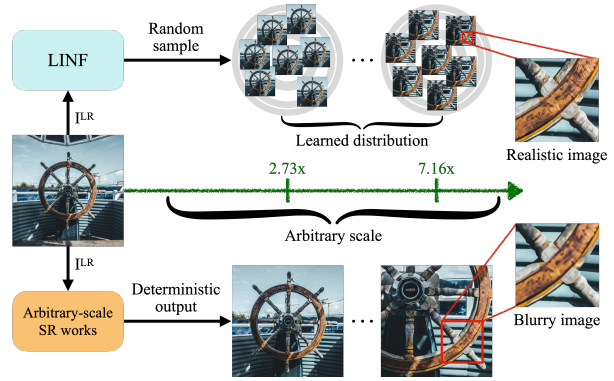 LINF
Random
sample
...
Learned distribution
Realistic image
I^LR
2.73x
7.16x
Arbitrary scale
I^LR
Arbitrary-scale
SR works
Deterministic
output
...
Blurry image